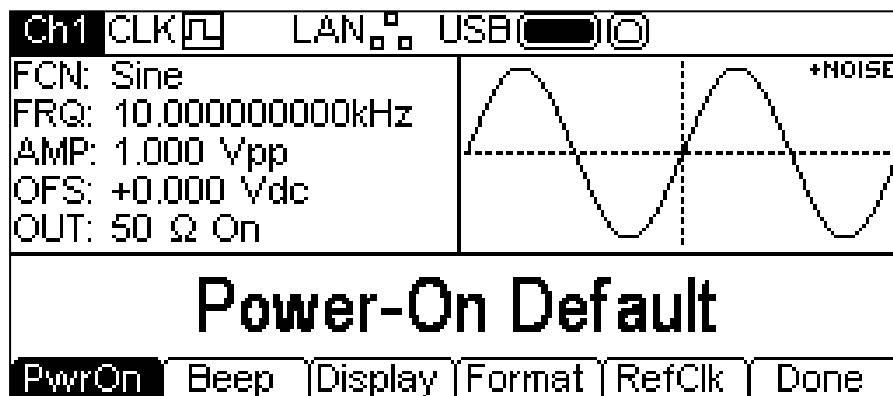 Ch1 CLK LAN USB
FCN: Sine
FRQ: 10.000000000kHz
AMP: 1.000 Vpp
OFS: +0.000 Vdc
OUT: 50 Ω On
+NOISE
Power-On Default
PwrOn Beep Display Format RefClk Done